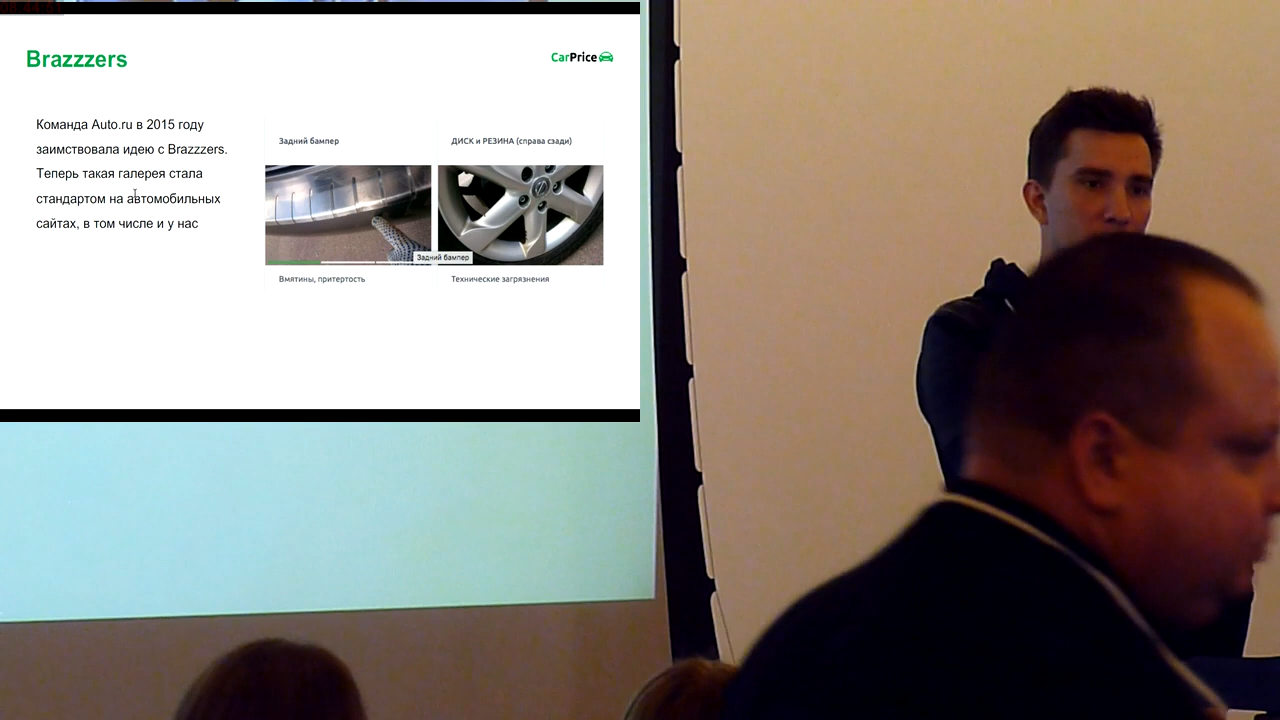 Brazzzers
CarPrice
Команда Auto.ru в 2015 году
заимствовала идею с Brazzzers.
Теперь такая галерея стала
стандартом на автомобильных
сайтах, в том числе и у нас
Задний бампер
ДИСК и РЕЗИНА (справа сзади)
Задний бампер
Вмятины, притертость
Технические загрязнения